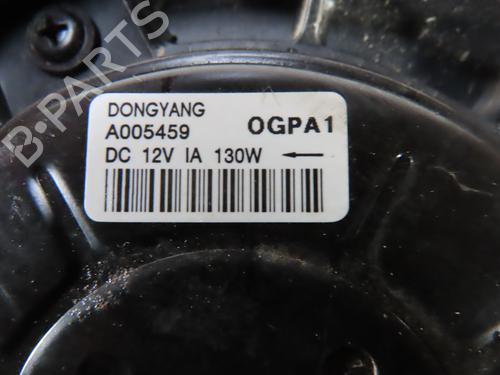 DONGYANG
A005459 OGPA1
DC 12V IA 130W ←
B-PARTS